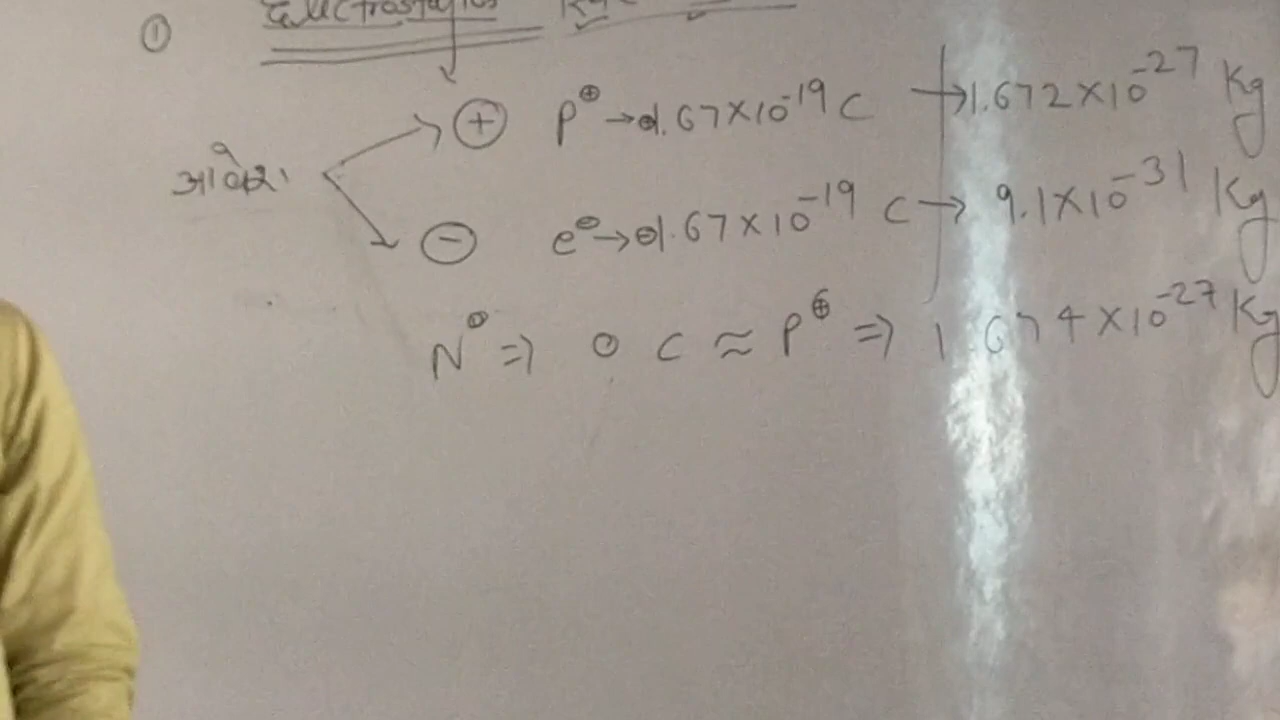 ① Electrostatics
⊕ P⊕ → ⊕1.67×10⁻¹⁹ C → 1.672×10⁻²⁷ Kg
आवेश
⊖ e⊖ → ⊖1.67×10⁻¹⁹ C → 9.1×10⁻³¹ Kg
N⁰ ⇒ 0 C ≈ P⊕ ⇒ 1.674×10⁻²⁷ Kg